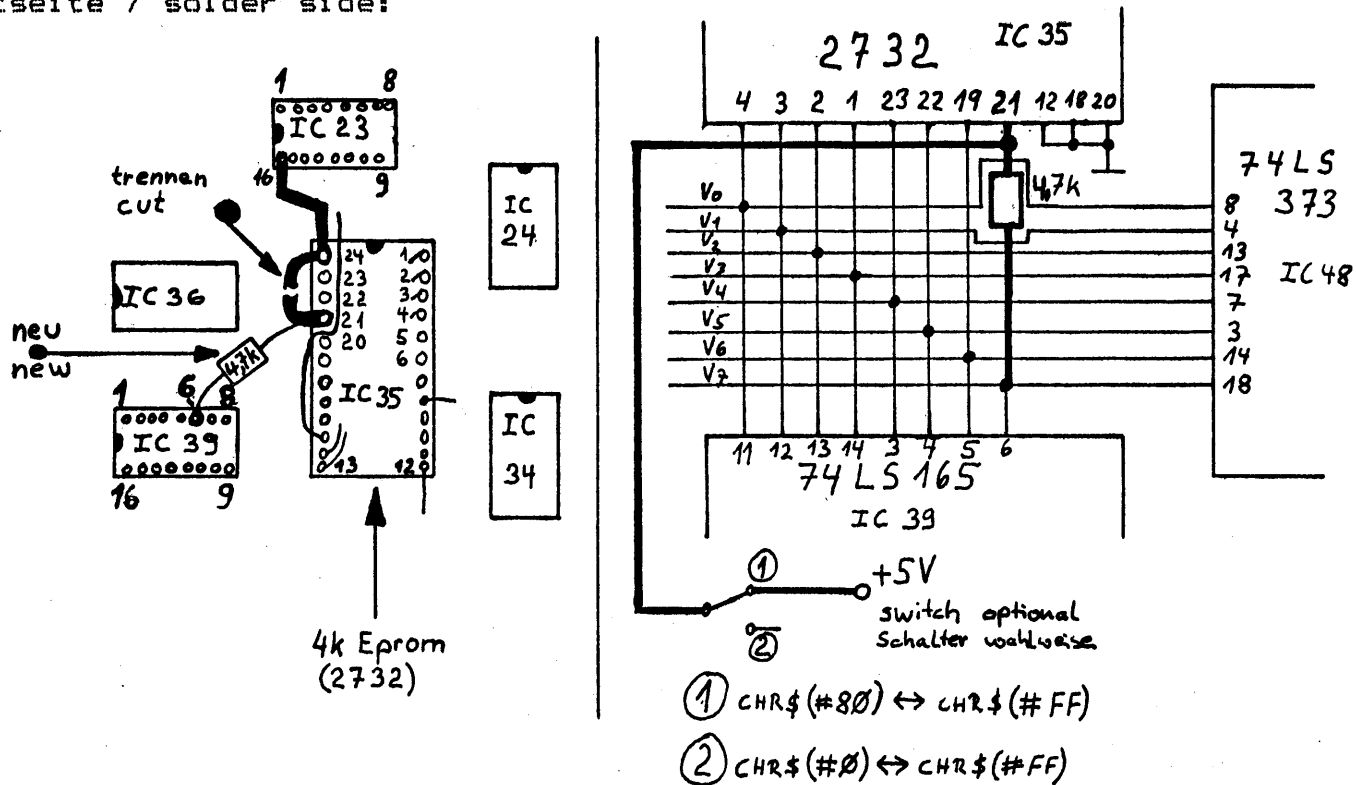 tseite / solder side:
1 8
IC 23
16 9
trennen
cut
IC
24
24 1
23 2
22 3
21 4
20 5
6
IC 36
neu
new
4,7k
IC 35
1 6 8
IC 39
16 9
13 12
IC
34
4k Eprom
(2732)
2732 IC 35
4 3 2 1 23 22 19 21 12 18 20
4,7k
V0
V1
V2
V3
V4
V5
V6
V7
74LS
373
IC 48
8
4
13
17
7
3
14
18
11 12 13 14 3 4 5 6
74 LS 165
IC 39
① +5V
switch optional
Schalter wahlweise
②
① CHR$(#80) ↔ CHR$(#FF)
② CHR$(#0) ↔ CHR$(#FF)